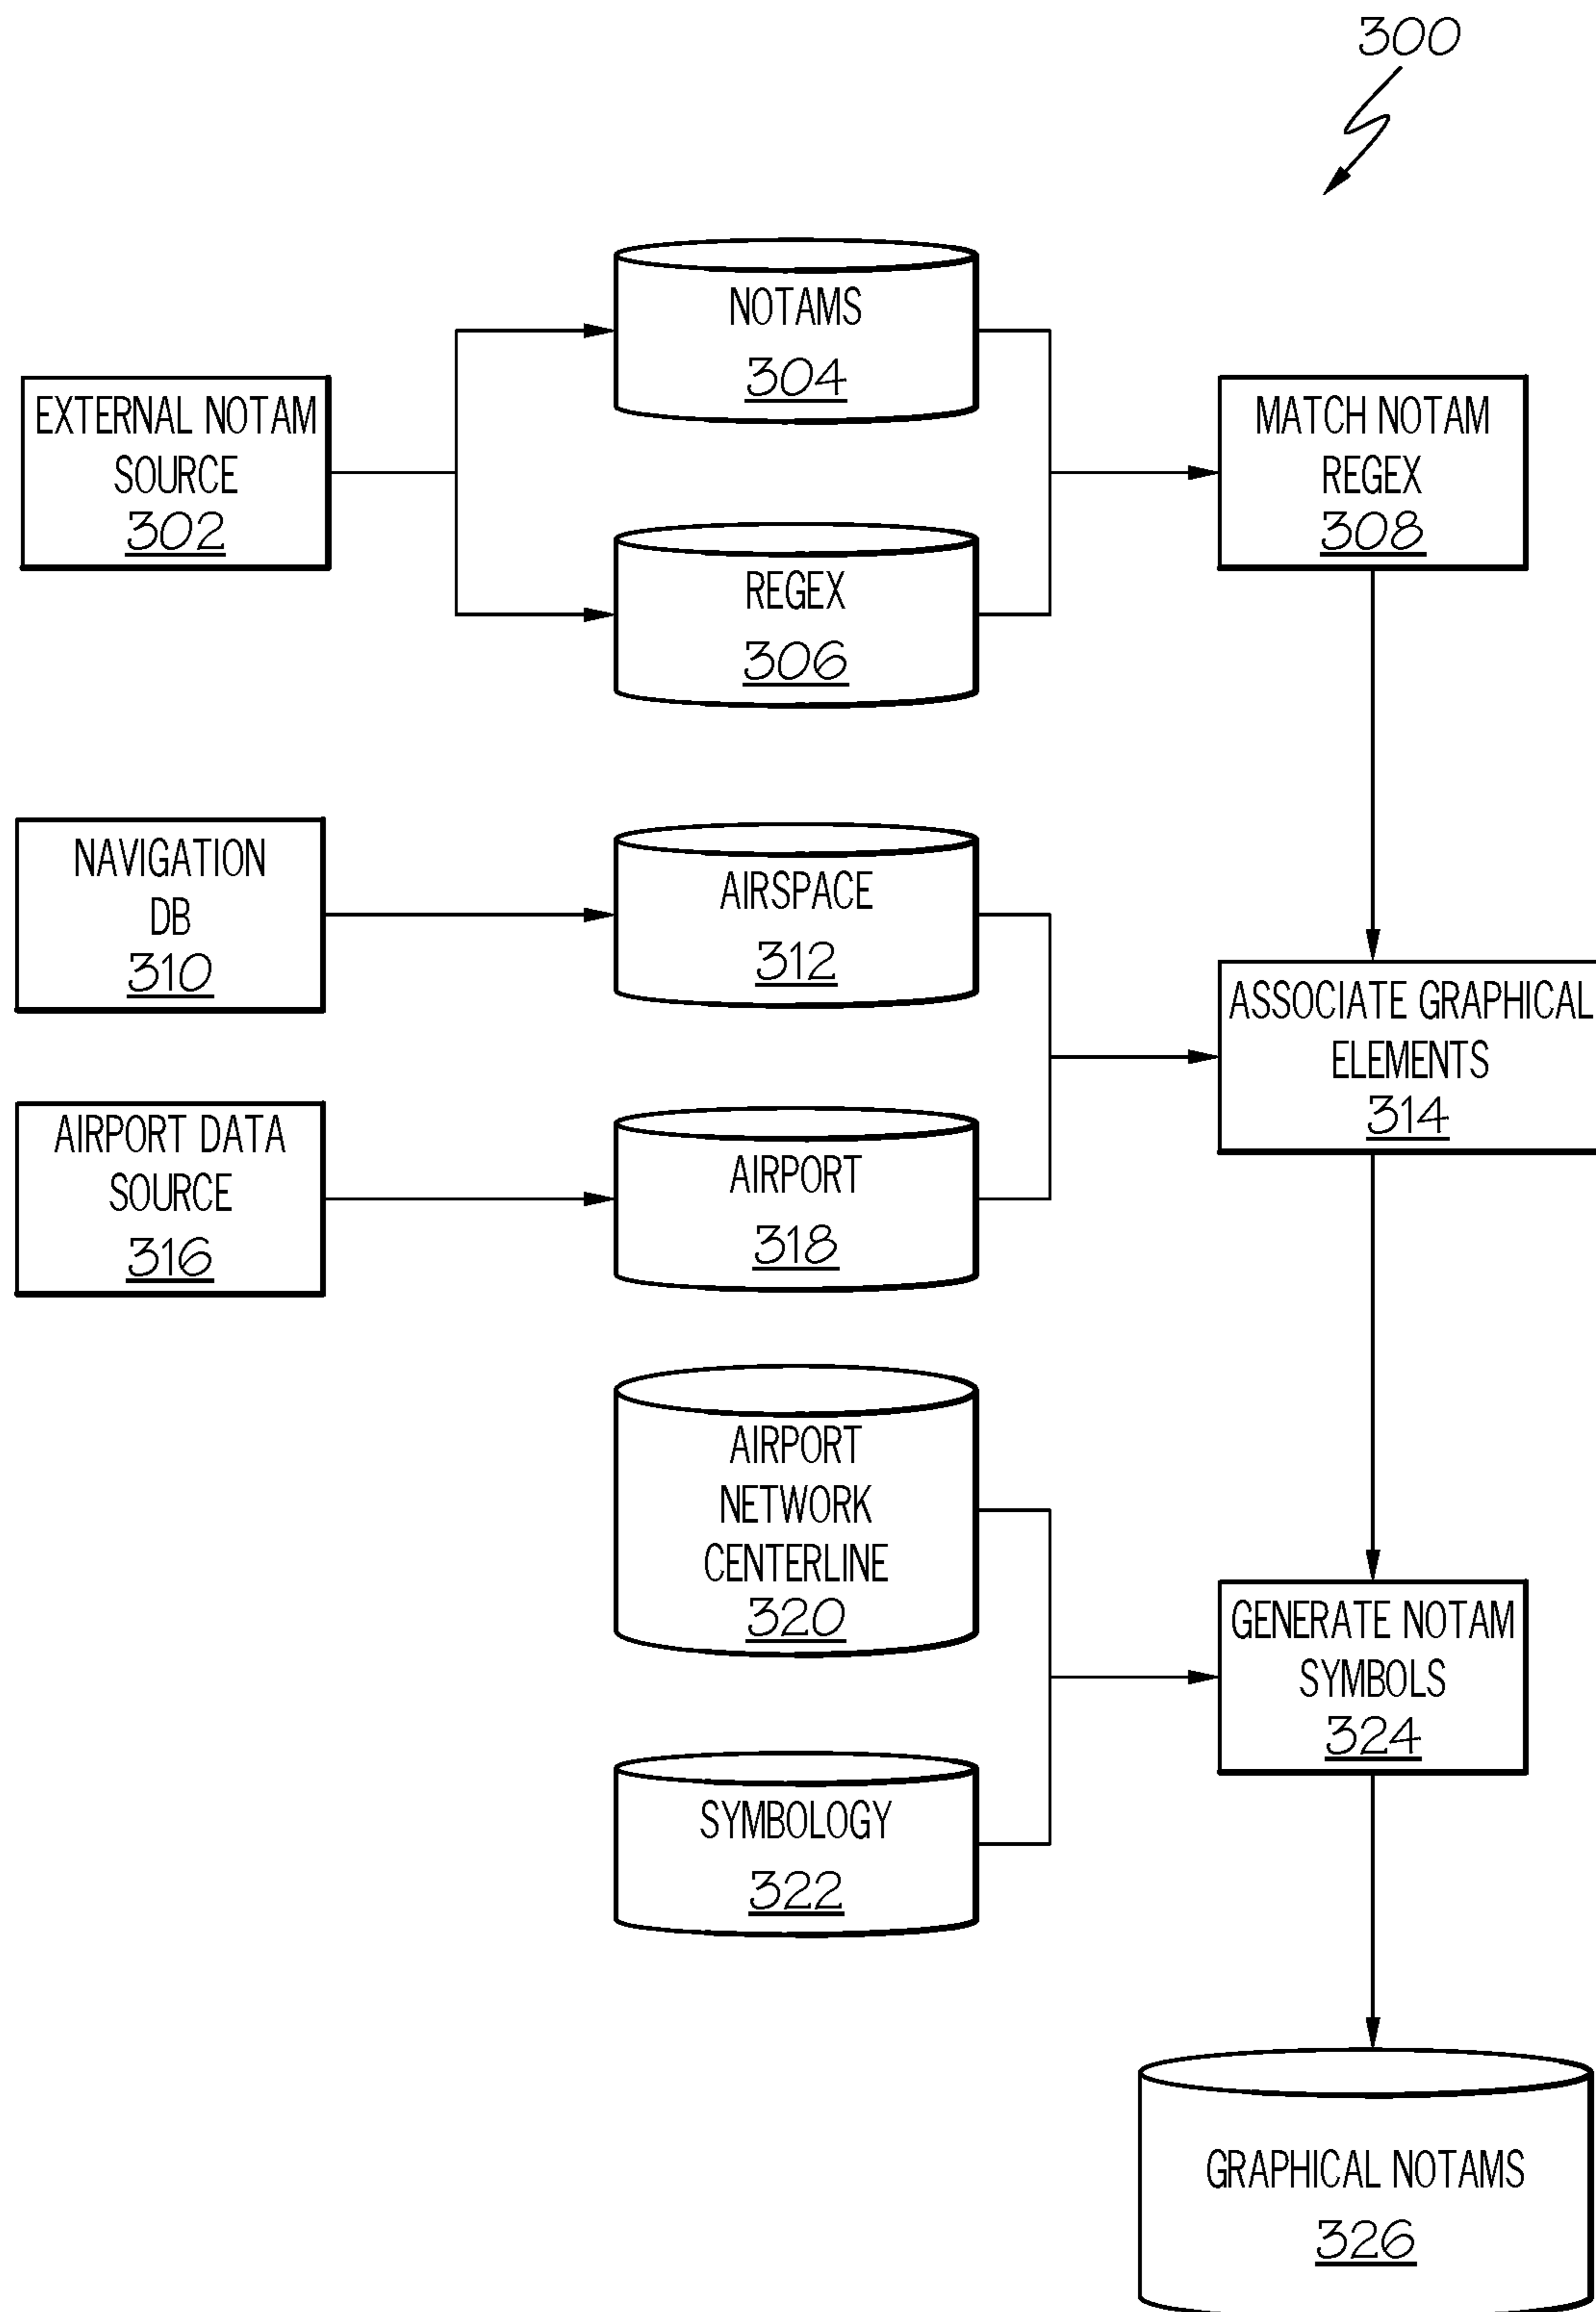 300
NOTAMS
304
EXTERNAL NOTAM
SOURCE
302
MATCH NOTAM
REGEX
308
REGEX
306
NAVIGATION
DB
310
AIRSPACE
312
ASSOCIATE GRAPHICAL
ELEMENTS
314
AIRPORT DATA
SOURCE
316
AIRPORT
318
AIRPORT
NETWORK
CENTERLINE
320
GENERATE NOTAM
SYMBOLS
324
SYMBOLOGY
322
GRAPHICAL NOTAMS
326